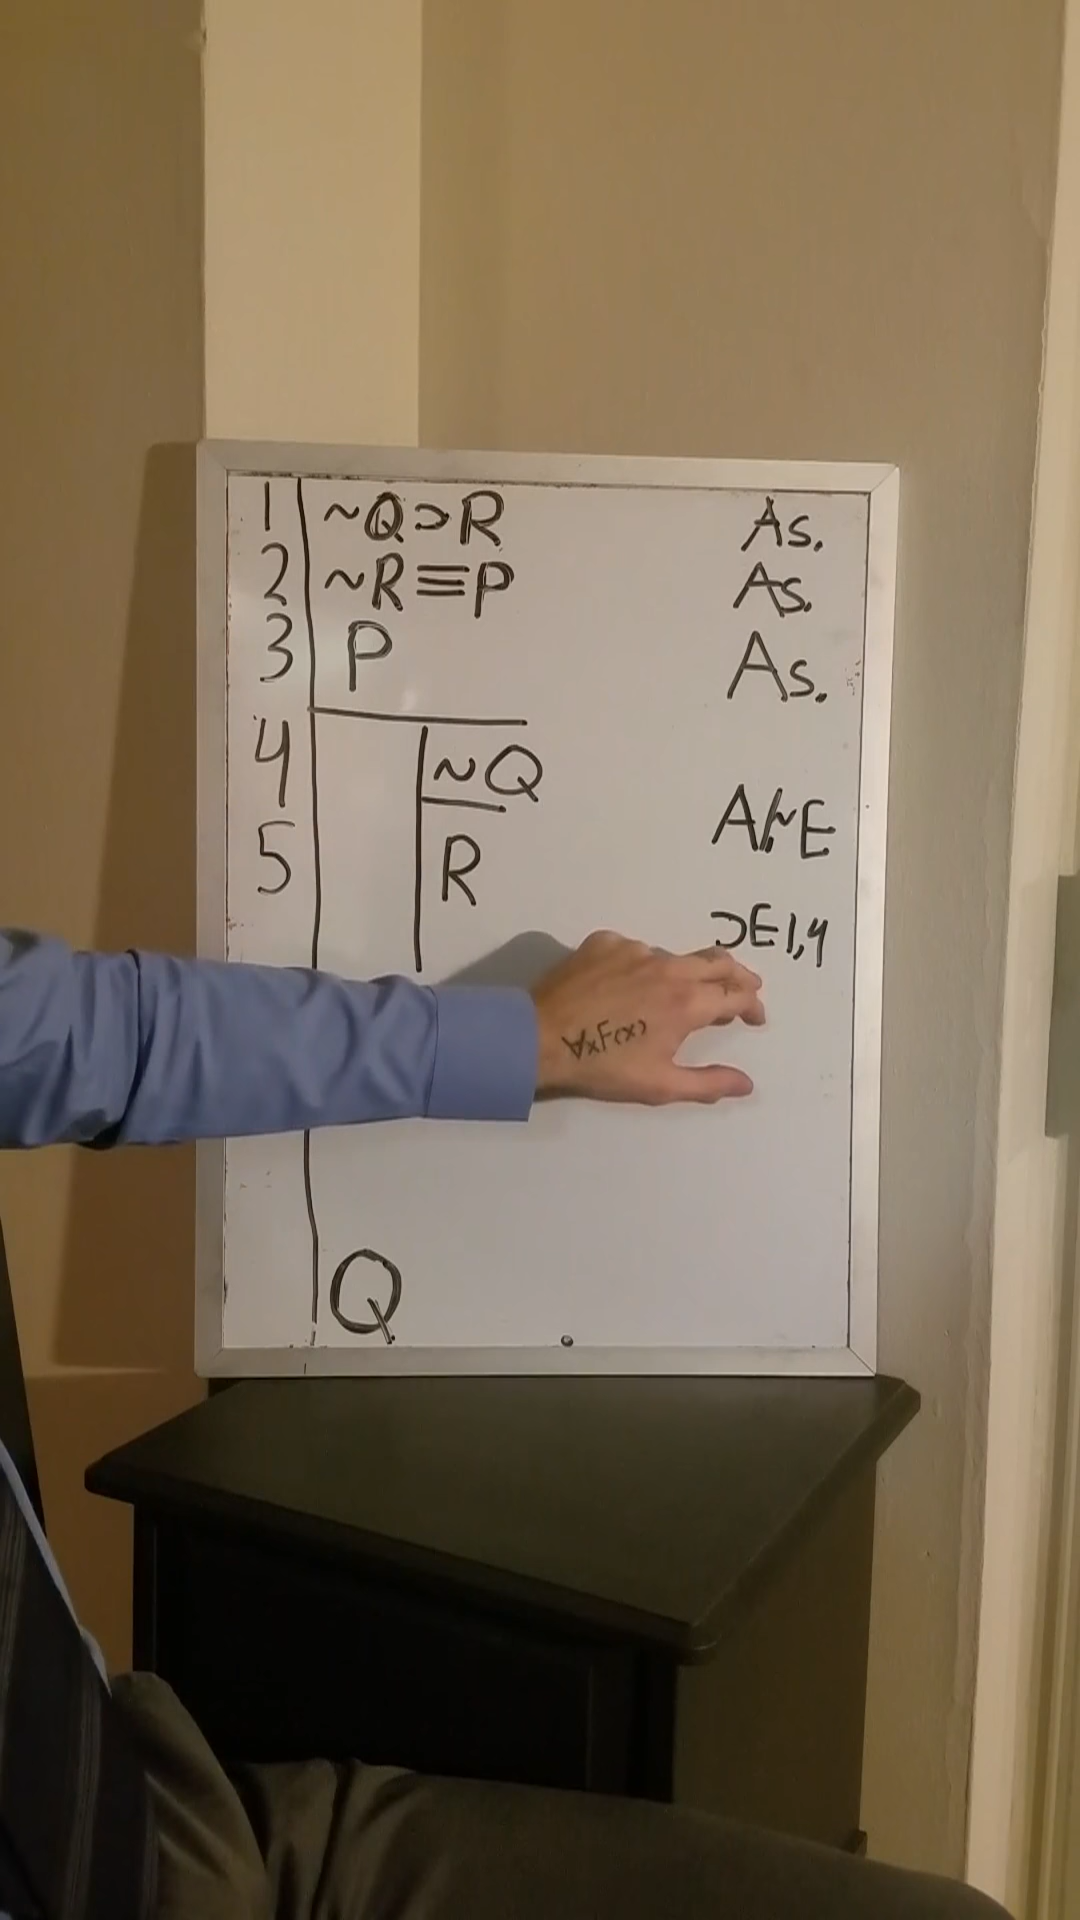 1 ~Q⊃R As.
2 ~R≡P As.
3 P As.
4 ~Q A/~E
5 R ⊃E 1,4
∀xF(x)
Q